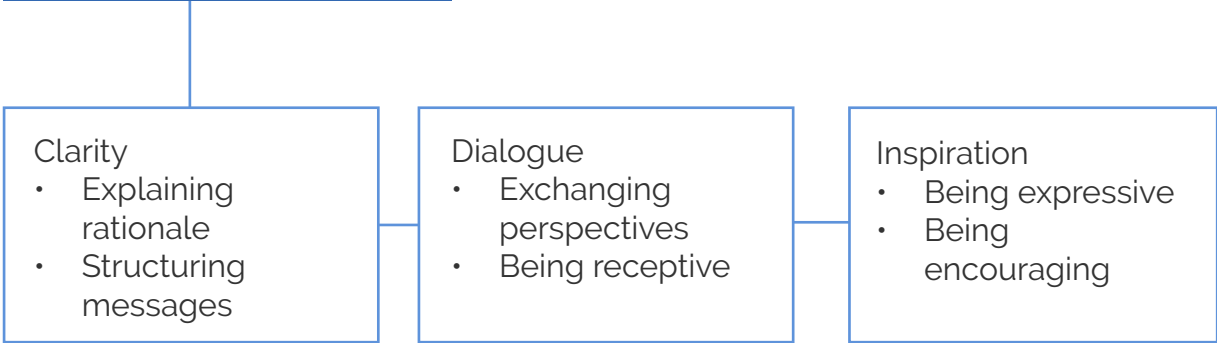 Clarity
• Explaining
rationale
• Structuring
messages
Dialogue
• Exchanging
perspectives
• Being receptive
Inspiration
• Being expressive
• Being
encouraging